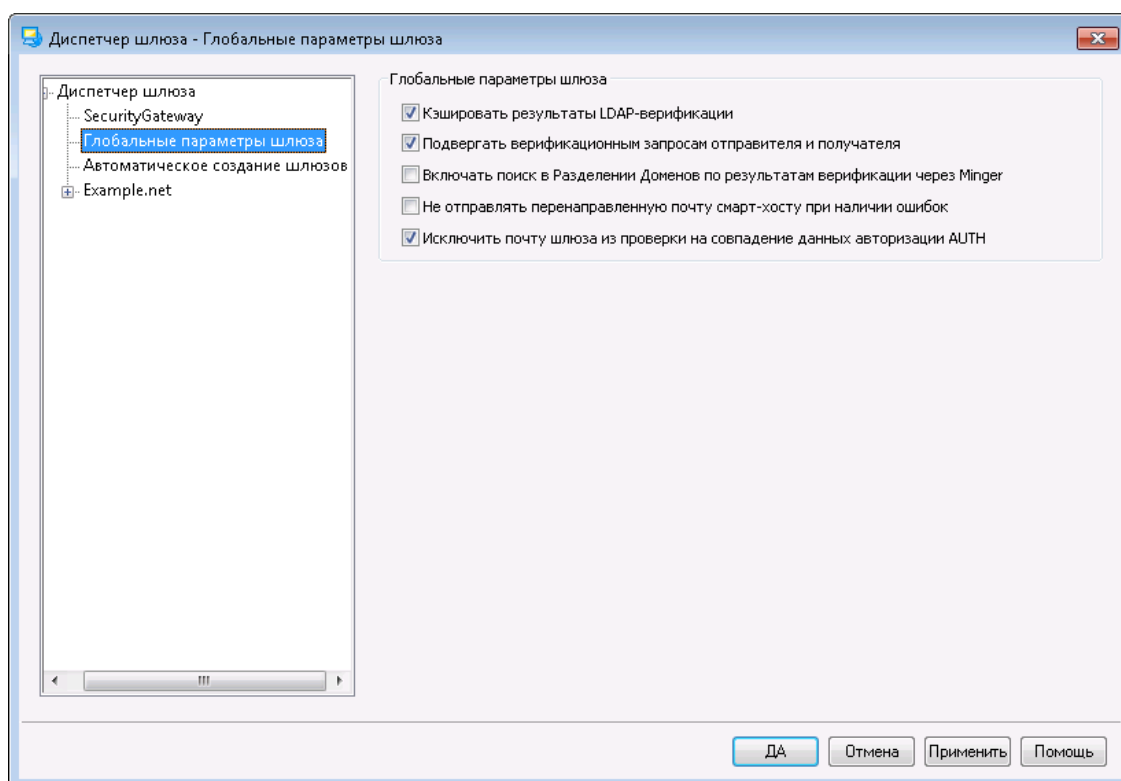 Диспетчер шлюза - Глобальные параметры шлюза
Диспетчер шлюза
SecurityGateway
Глобальные параметры шлюза
Автоматическое создание шлюзов
Example.net
Глобальные параметры шлюза
Кэшировать результаты LDAP-верификации
Подвергать верификационным запросам отправителя и получателя
Включать поиск в Разделении Доменов по результатам верификации через Minger
Не отправлять перенаправленную почту смарт-хосту при наличии ошибок
Исключить почту шлюза из проверки на совпадение данных авторизации AUTH
ДА
Отмена
Применить
Помощь